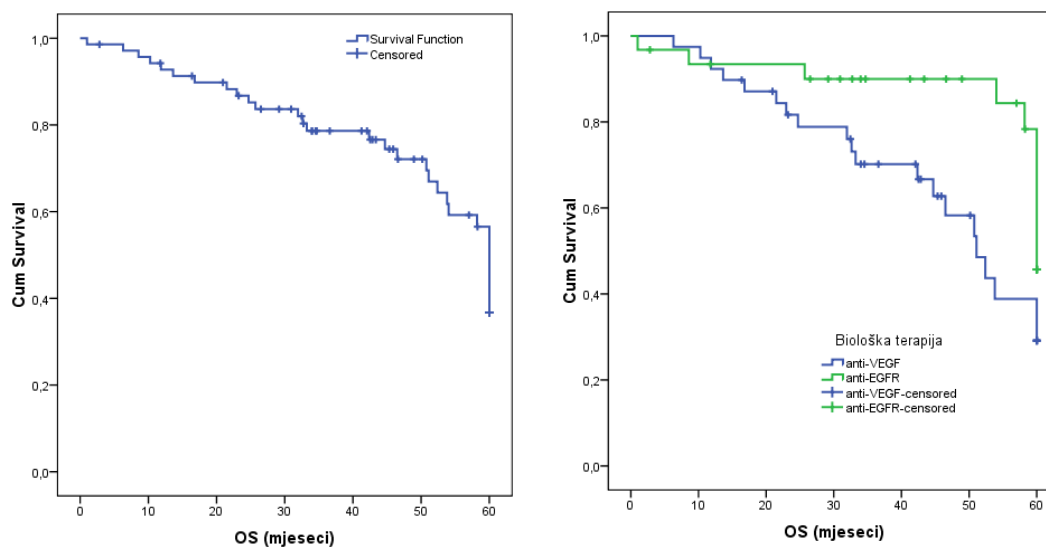 1,0
0,8
0,6
0,4
0,2
0,0
Cum Survival
Survival Function
Censored
0 10 20 30 40 50 60
OS (mjeseci)
1,0
0,8
0,6
0,4
0,2
0,0
Cum Survival
Biološka terapija
anti-VEGF
anti-EGFR
anti-VEGF-censored
anti-EGFR-censored
0 10 20 30 40 50 60
OS (mjeseci)